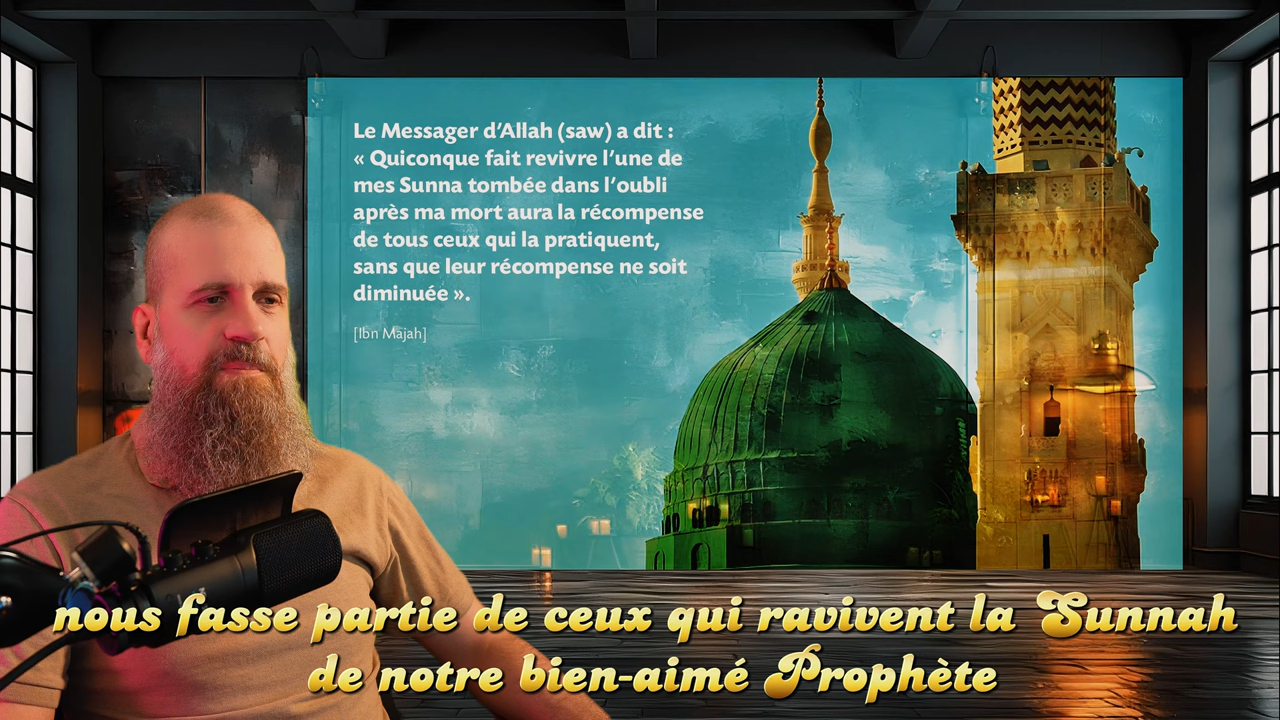 Le Messager d'Allah (saw) a dit :
« Quiconque fait revivre l'une de
mes Sunna tombée dans l'oubli
après ma mort aura la récompense
de tous ceux qui la pratiquent,
sans que leur récompense ne soit
diminuée ».
[Ibn Majah]
nous fasse partie de ceux qui ravivent la Sunnah
de notre bien-aimé Prophète